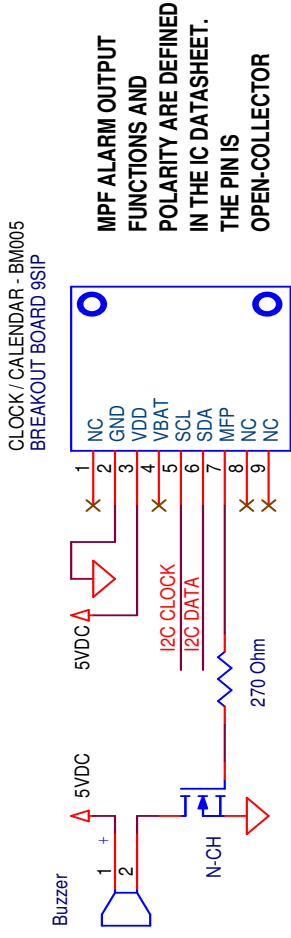 CLOCK / CALENDAR - BM005
BREAKOUT BOARD 9SIP
1 NC
2 GND
3 VDD
4 VBAT
5 SCL
6 SDA
7 MFP
8 NC
9 NC
MPF ALARM OUTPUT
FUNCTIONS AND
POLARITY ARE DEFINED
IN THE IC DATASHEET.
THE PIN IS
OPEN-COLLECTOR
5VDC
I2C CLOCK
I2C DATA
270 Ohm
5VDC
Buzzer
1 +
2
N-CH